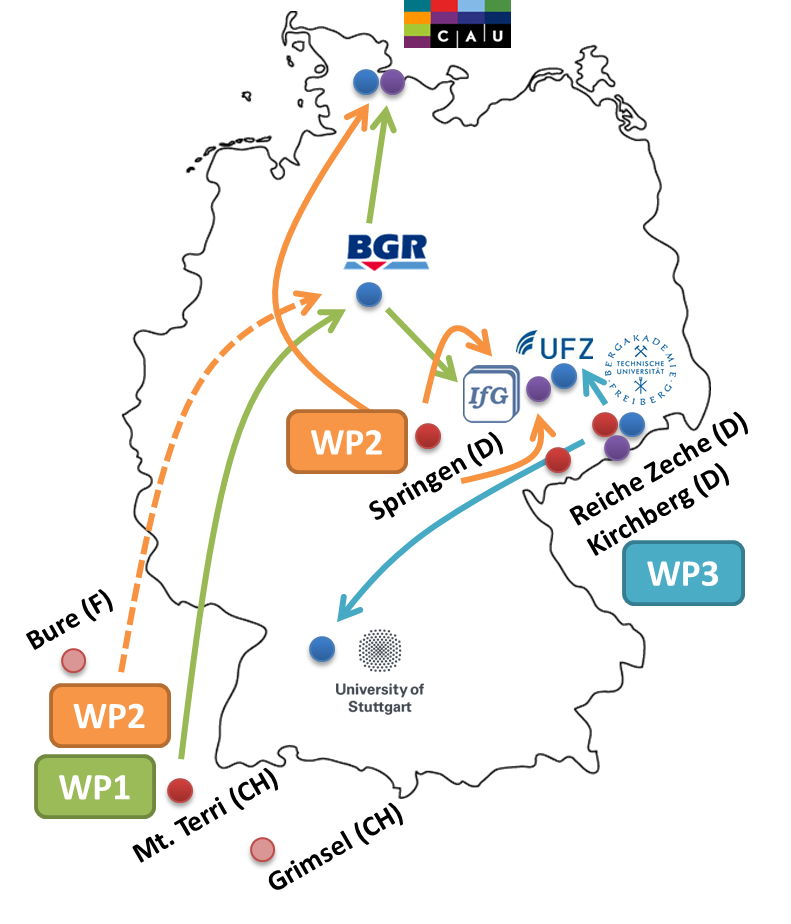 C|A|U
BGR
UFZ
BERGAKADEMIE
TECHNISCHE
UNIVERSITÄT
FREIBERG
IfG
WP2
Springen (D)
Reiche Zeche (D)
Kirchberg (D)
WP3
Bure (F)
University of
Stuttgart
WP2
WP1
Mt. Terri (CH)
Grimsel (CH)